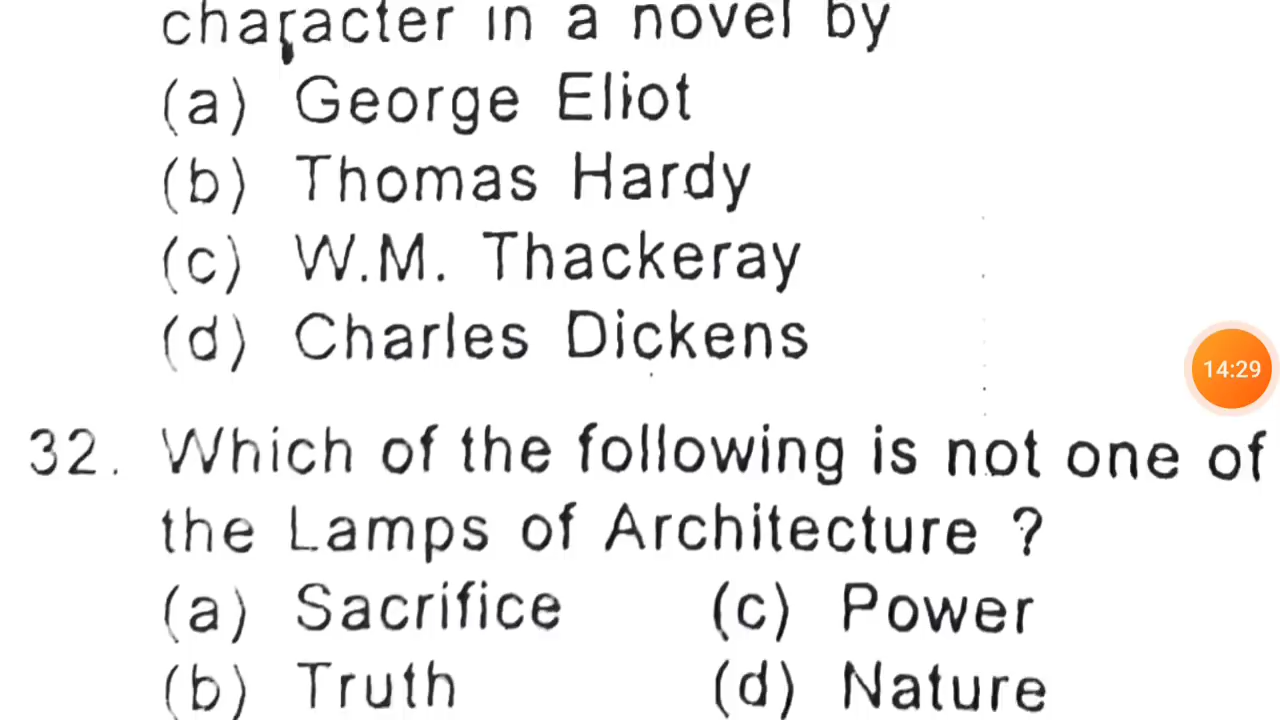 character in a novel by
(a) George Eliot
(b) Thomas Hardy
(c) W.M. Thackeray
(d) Charles Dickens
14:29
32. Which of the following is not one of
the Lamps of Architecture ?
(a) Sacrifice (c) Power
(b) Truth (d) Nature